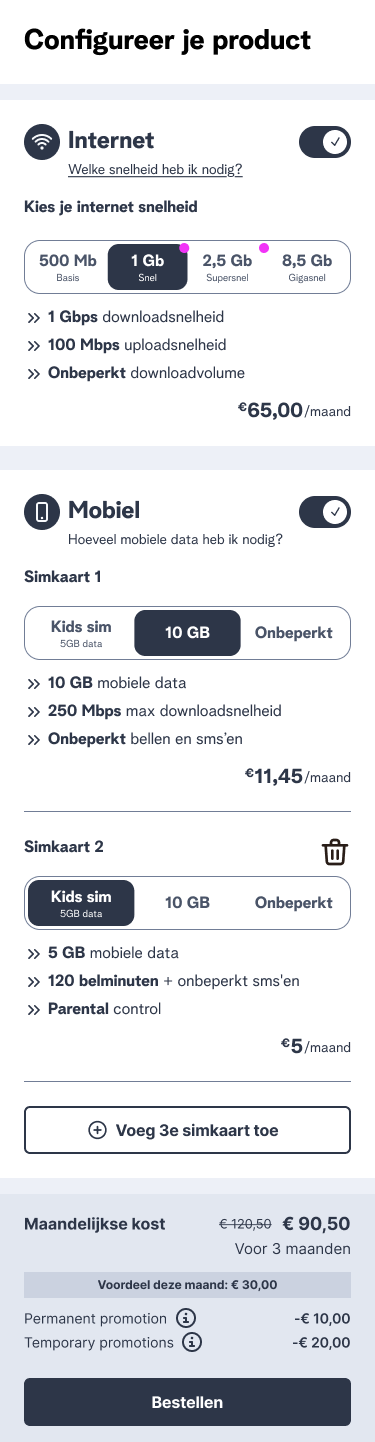 Configureer je product
Internet
Welke snelheid heb ik nodig?
Kies je internet snelheid
500 Mb 1 Gb 2,5 Gb 8,5 Gb
Basis Snel Supersnel Gigasnel
1 Gbps downloadsnelheid
100 Mbps uploadsnelheid
Onbeperkt downloadvolume
€65,00/maand
Mobiel
Hoeveel mobiele data heb ik nodig?
Simkaart 1
Kids sim 10 GB Onbeperkt
5GB data
10 GB mobiele data
250 Mbps max downloadsnelheid
Onbeperkt bellen en sms’en
€11,45/maand
Simkaart 2
Kids sim 10 GB Onbeperkt
5GB data
5 GB mobiele data
120 belminuten + onbeperkt sms'en
Parental control
€5/maand
Voeg 3e simkaart toe
Maandelijkse kost € 120,50 € 90,50
Voor 3 maanden
Voordeel deze maand: € 30,00
Permanent promotion -€ 10,00
Temporary promotions -€ 20,00
Bestellen